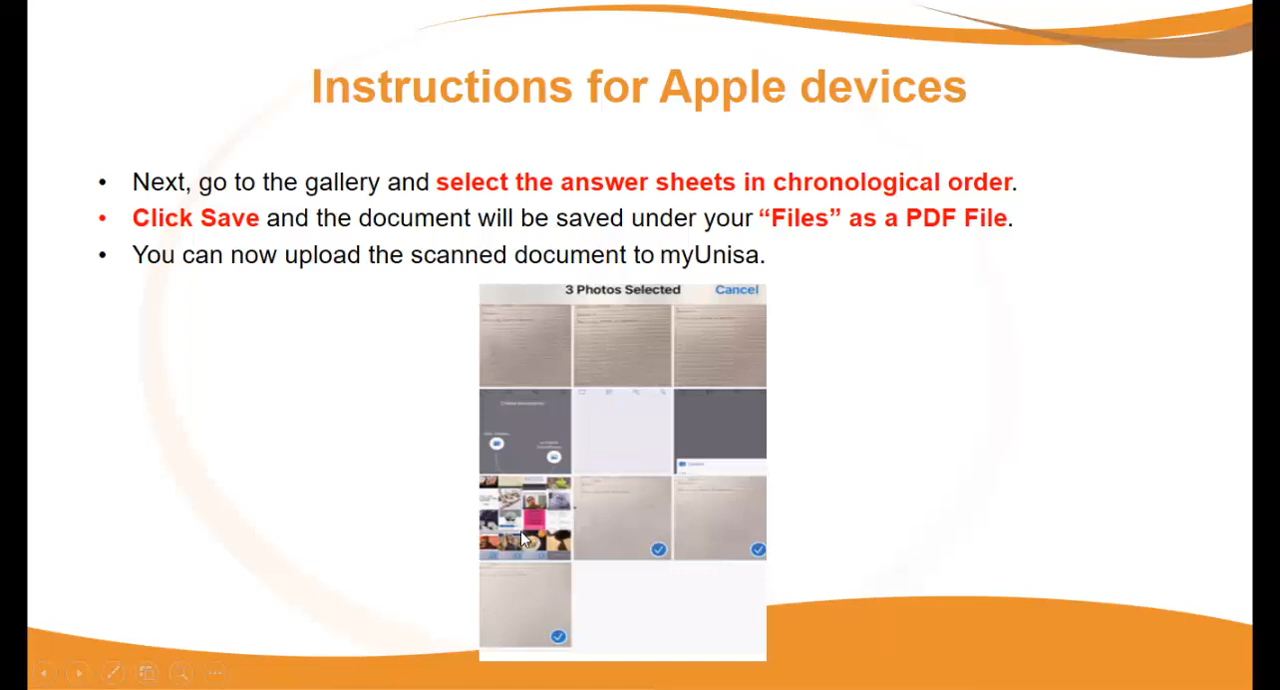 Instructions for Apple devices
• Next, go to the gallery and select the answer sheets in chronological order.
• Click Save and the document will be saved under your “Files” as a PDF File.
• You can now upload the scanned document to myUnisa.
3 Photos Selected Cancel